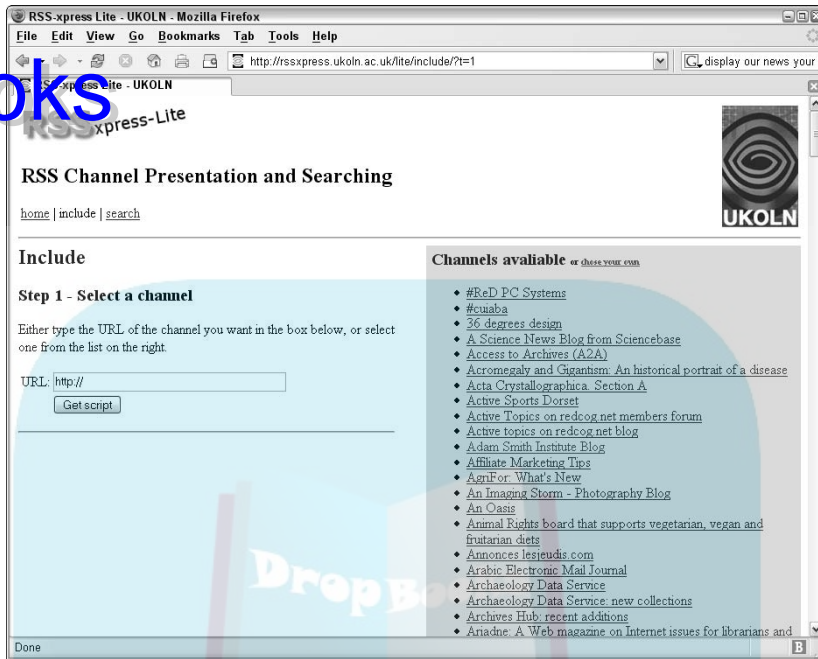 RSS-xpress Lite - UKOLN - Mozilla Firefox
File Edit View Go Bookmarks Tab Tools Help
http://rssxpress.ukoln.ac.uk/lite/include/?t=1
display our news your
RSS-xpress Lite - UKOLN
oks
RSSxpress-Lite
UKOLN
RSS Channel Presentation and Searching
home | include | search
Include
Step 1 - Select a channel
Either type the URL of the channel you want in the box below, or select
one from the list on the right.
URL: http://
Get script
Channels avaliable or chose your own
#ReD PC Systems
#cuiaba
36 degrees design
A Science News Blog from Sciencebase
Access to Archives (A2A)
Acromegaly and Gigantism: An historical portrait of a disease
Acta Crystallographica. Section A
Active Sports Dorset
Active Topics on redcog.net members forum
Active topics on redcog.net blog
Adam Smith Institute Blog
Affiliate Marketing Tips
AgriFor: What's New
An Imaging Storm - Photography Blog
An Oasis
Animal Rights board that supports vegetarian, vegan and
fruitarian diets
Annonces lesjeudis.com
Arabic Electronic Mail Journal
Archaeology Data Service
Archaeology Data Service: new collections
Archives Hub: recent additions
Ariadne: A Web magazine on Internet issues for librarians and
Done